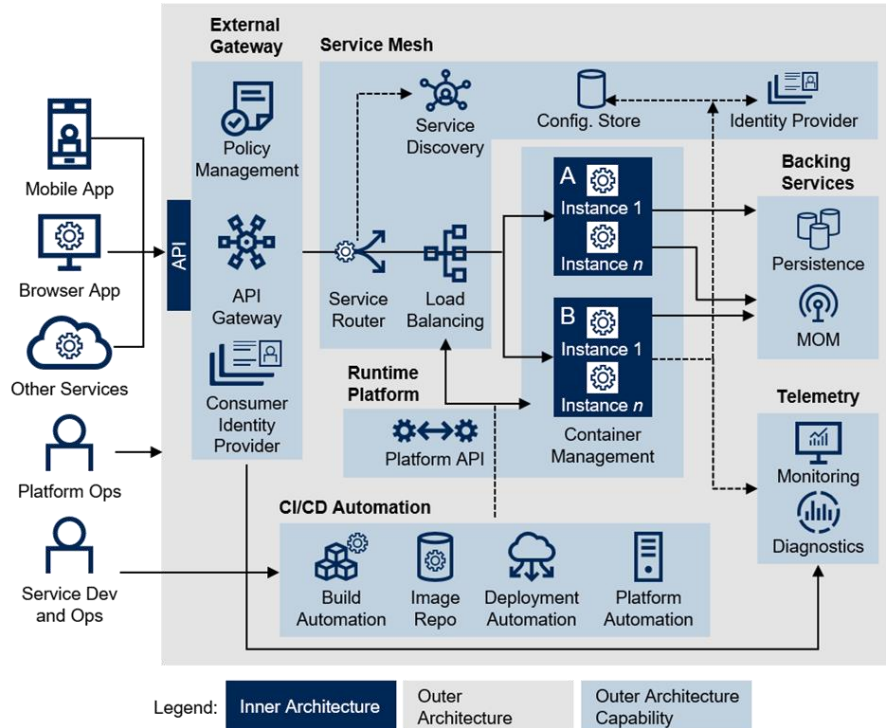 External
Gateway
Service Mesh
Policy
Management
Service
Discovery
Config. Store
Identity Provider
Mobile App
Browser App
Other Services
API
API
Gateway
Service
Router
Load
Balancing
A
Instance 1
Instance n
B
Instance 1
Instance n
Backing
Services
Persistence
MOM
Consumer
Identity
Provider
Runtime
Platform
Platform API
Container
Management
Telemetry
Monitoring
Diagnostics
Platform Ops
Service Dev
and Ops
CI/CD Automation
Build
Automation
Image
Repo
Deployment
Automation
Platform
Automation
Legend:
Inner Architecture
Outer
Architecture
Outer Architecture
Capability